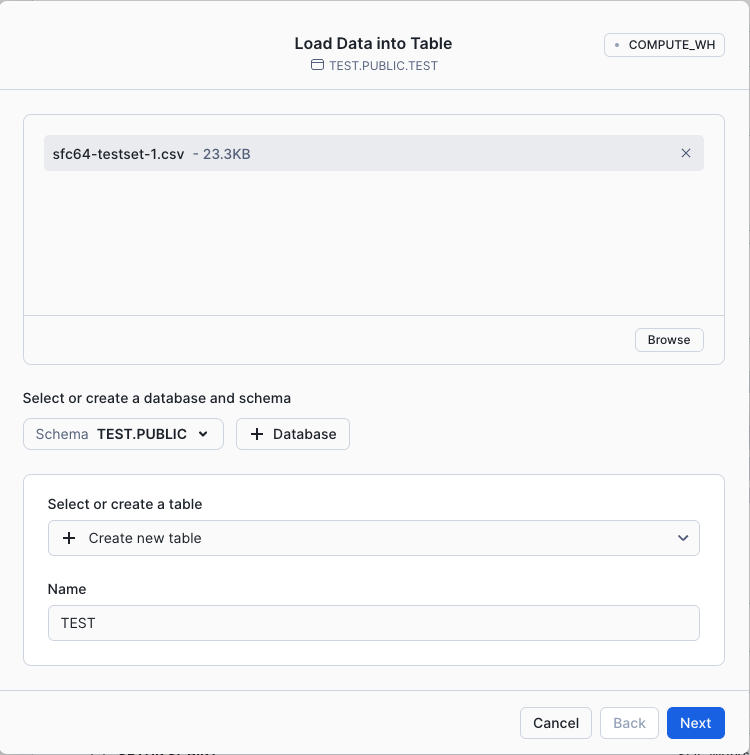 Load Data into Table
TEST.PUBLIC.TEST
COMPUTE_WH
sfc64-testset-1.csv - 23.3KB
Browse
Select or create a database and schema
Schema TEST.PUBLIC
+ Database
Select or create a table
+ Create new table
Name
TEST
Cancel Back Next